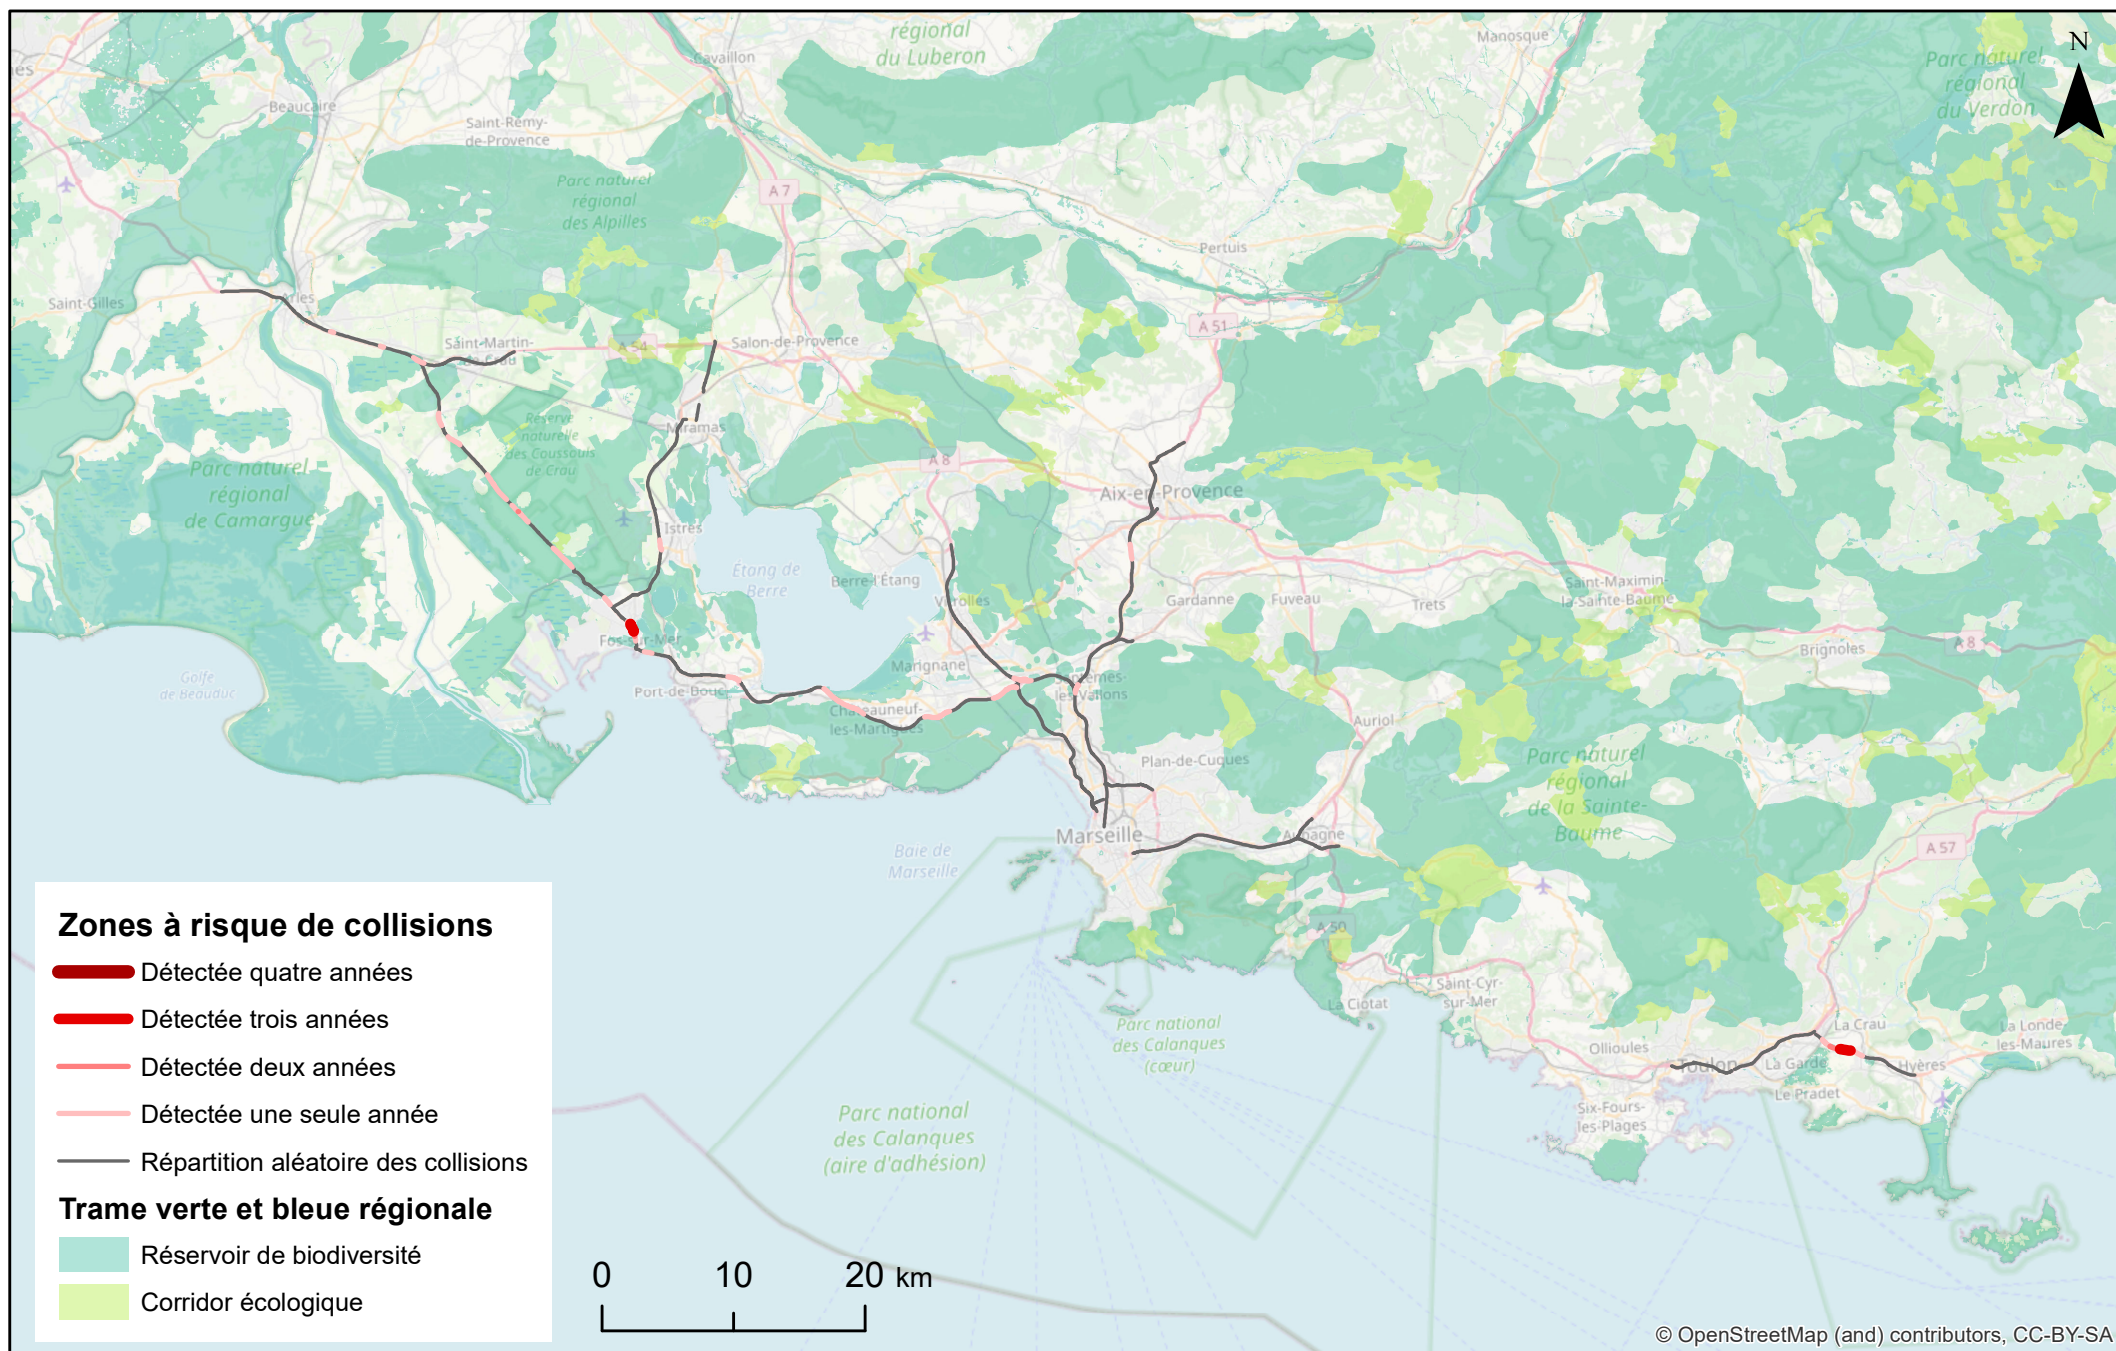 régional
du Luberon
Cavaillon
Manosque
Parc naturel
régional
du Verdon
N
Beaucaire
Saint-Rémy-
de-Provence
Parc naturel
régional
des Alpilles
A 7
Pertuis
Saint-Gilles
Arles
A 51
Saint-Martin-
de-Crau
A 54
Salon-de-Provence
Réserve
naturelle
des Coussouls
de Crau
Miramas
Parc naturel
régional
de Camargue
A 8
Aix-en-Provence
Istres
Étang de
Berre
Berre-l'Étang
Vitrolles
Gardanne
Fuveau
Trets
Saint-Maximin-
la-Sainte-Baume
Fos-sur-Mer
Marignane
Brignoles
A 8
Golfe
de Beauduc
Port-de-Bouc
Septèmes-
les-Vallons
Châteauneuf-
les-Martigues
Auriol
Plan-de-Cuques
Parc naturel
régional
de la Sainte-
Baume
Marseille
Aubagne
Baie de
Marseille
A 57
A 50
Saint-Cyr-
sur-Mer
La Ciotat
Parc national
des Calanques
(cœur)
La Crau
La Londe-
les-Maures
Ollioules
Toulon
La Garde
Hyères
Le Pradet
Six-Fours-
les-Plages
Parc national
des Calanques
(aire d'adhésion)
Zones à risque de collisions
Détectée quatre années
Détectée trois années
Détectée deux années
Détectée une seule année
Répartition aléatoire des collisions
Trame verte et bleue régionale
Réservoir de biodiversité
Corridor écologique
0 10 20 km
© OpenStreetMap (and) contributors, CC-BY-SA